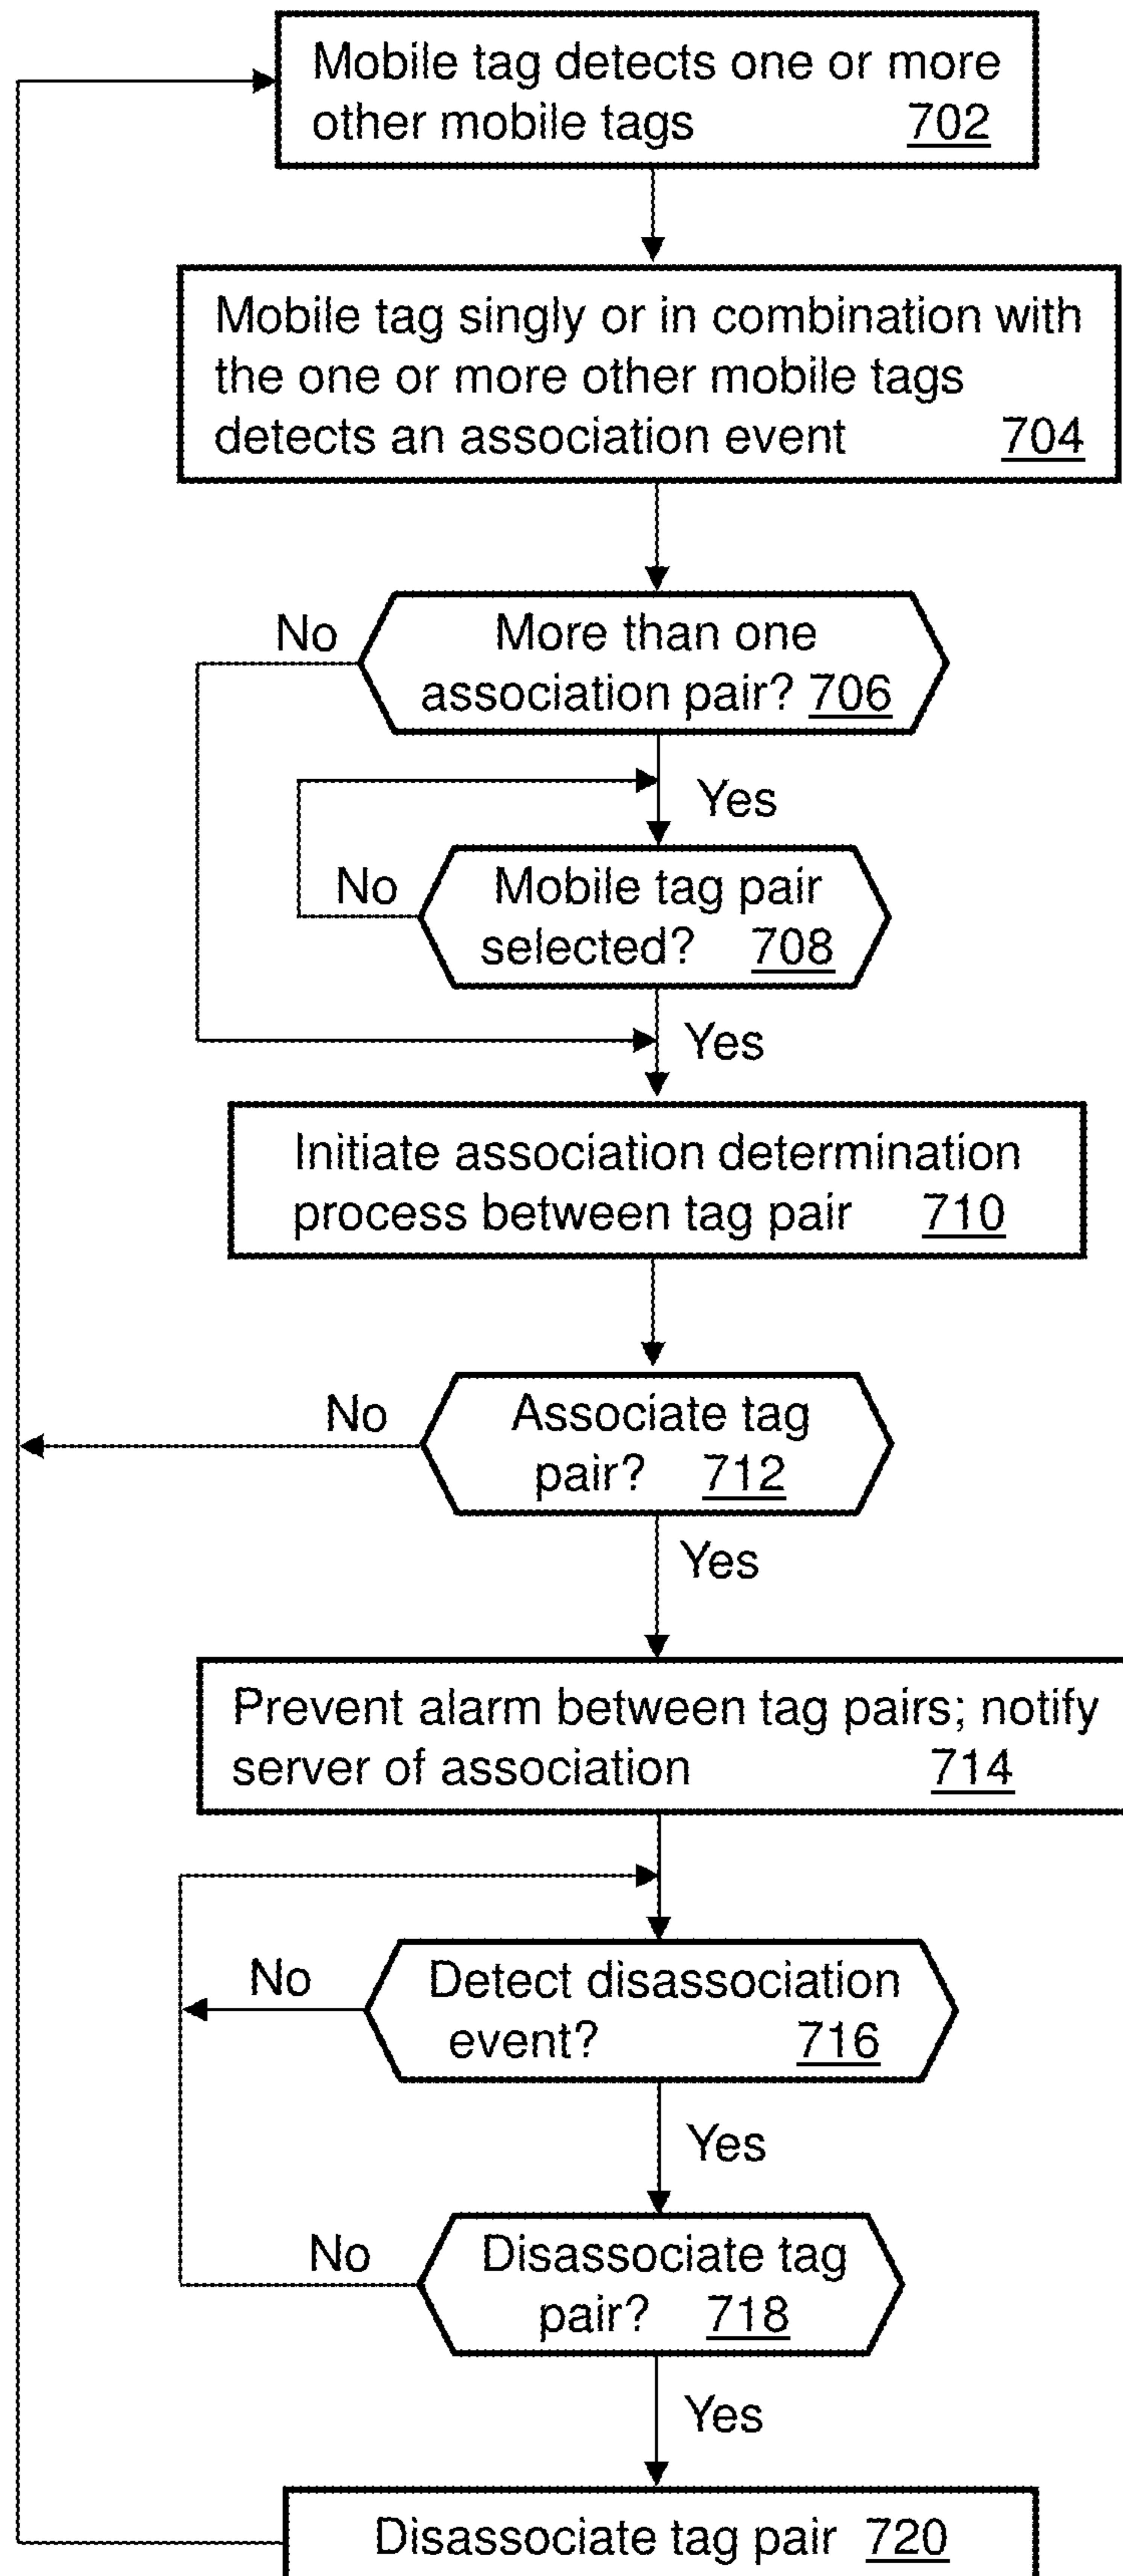 Mobile tag detects one or more
other mobile tags 702
Mobile tag singly or in combination with
the one or more other mobile tags
detects an association event 704
No
More than one
association pair? 706
Yes
No
Mobile tag pair
selected? 708
Yes
Initiate association determination
process between tag pair 710
No
Associate tag
pair? 712
Yes
Prevent alarm between tag pairs; notify
server of association 714
No
Detect disassociation
event? 716
Yes
No
Disassociate tag
pair? 718
Yes
Disassociate tag pair 720